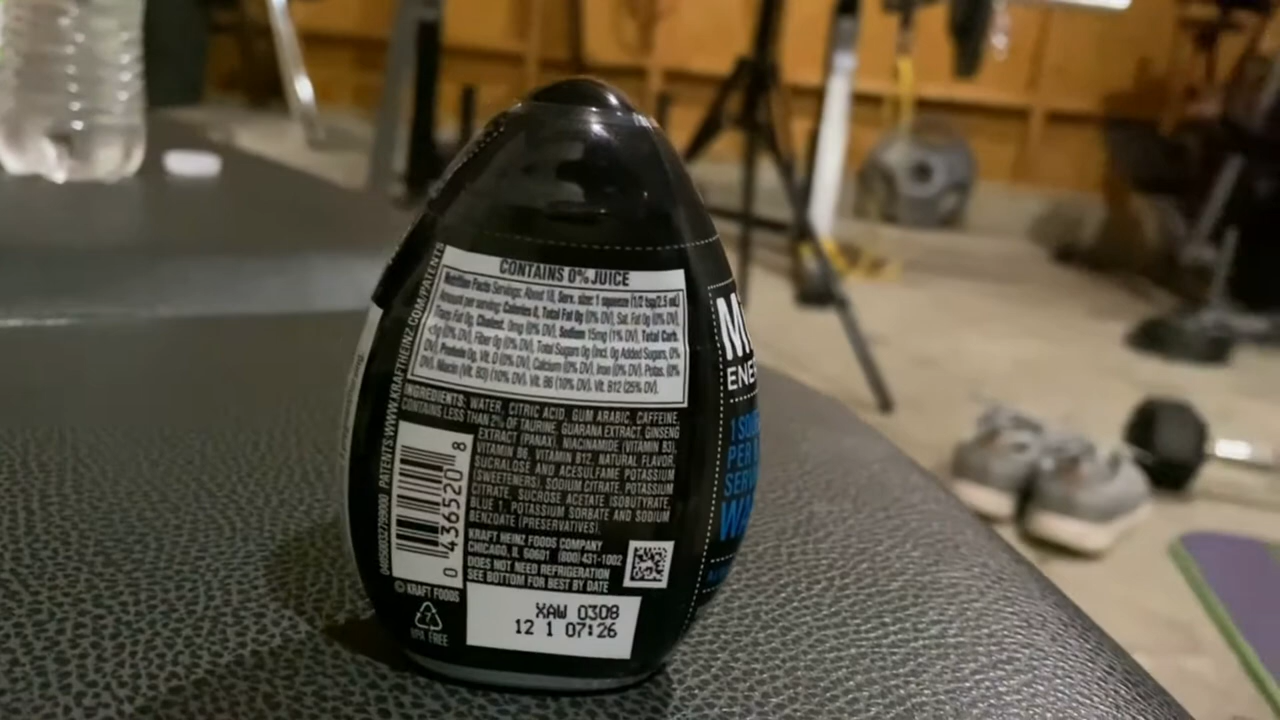 CONTAINS 0% JUICE
Nutrition Facts Servings: About 18, Serv. size: 1 squeeze (1/2 tsp/2.5 mL)
Amount per serving: Calories 0, Total Fat 0g (0% DV), Sat. Fat 0g (0% DV),
Trans Fat 0g, Cholest. 0mg (0% DV), Sodium 15mg (1% DV), Total Carb.
<1g (0% DV), Fiber 0g (0% DV), Total Sugars 0g (Incl. 0g Added Sugars, 0%
DV), Protein 0g, Vit. D (0% DV), Calcium (0% DV), Iron (0% DV), Potas. (0%
DV), Niacin (Vit. B3) (10% DV), Vit. B6 (10% DV), Vit. B12 (25% DV).
INGREDIENTS: WATER, CITRIC ACID, GUM ARABIC, CAFFEINE,
CONTAINS LESS THAN 2% OF TAURINE, GUARANA EXTRACT, GINSENG
EXTRACT (PANAX), NIACINAMIDE (VITAMIN B3),
VITAMIN B6, VITAMIN B12, NATURAL FLAVOR,
SUCRALOSE AND ACESULFAME POTASSIUM
(SWEETENERS), SODIUM CITRATE, POTASSIUM
CITRATE, SUCROSE ACETATE ISOBUTYRATE,
BLUE 1, POTASSIUM SORBATE AND SODIUM
BENZOATE (PRESERVATIVES).
KRAFT HEINZ FOODS COMPANY
CHICAGO, IL 60601 (800)431-1002
DOES NOT NEED REFRIGERATION
SEE BOTTOM FOR BEST BY DATE
0 436520 8
PATENTS:WWW.KRAFTHEINZ.COM/PATENTS
© KRAFT FOODS
7
BPA FREE
XAW 0308
12 1 07:26
ENE
1 SQU
PER
SERV
WA